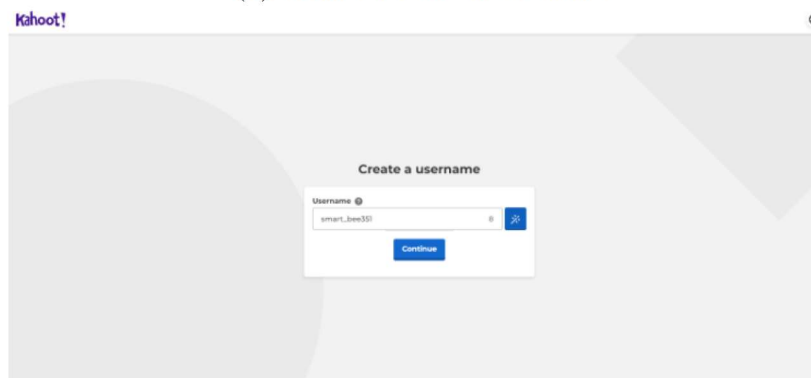 Kahoot!
Create a username
Username
smart_bee351
Continue